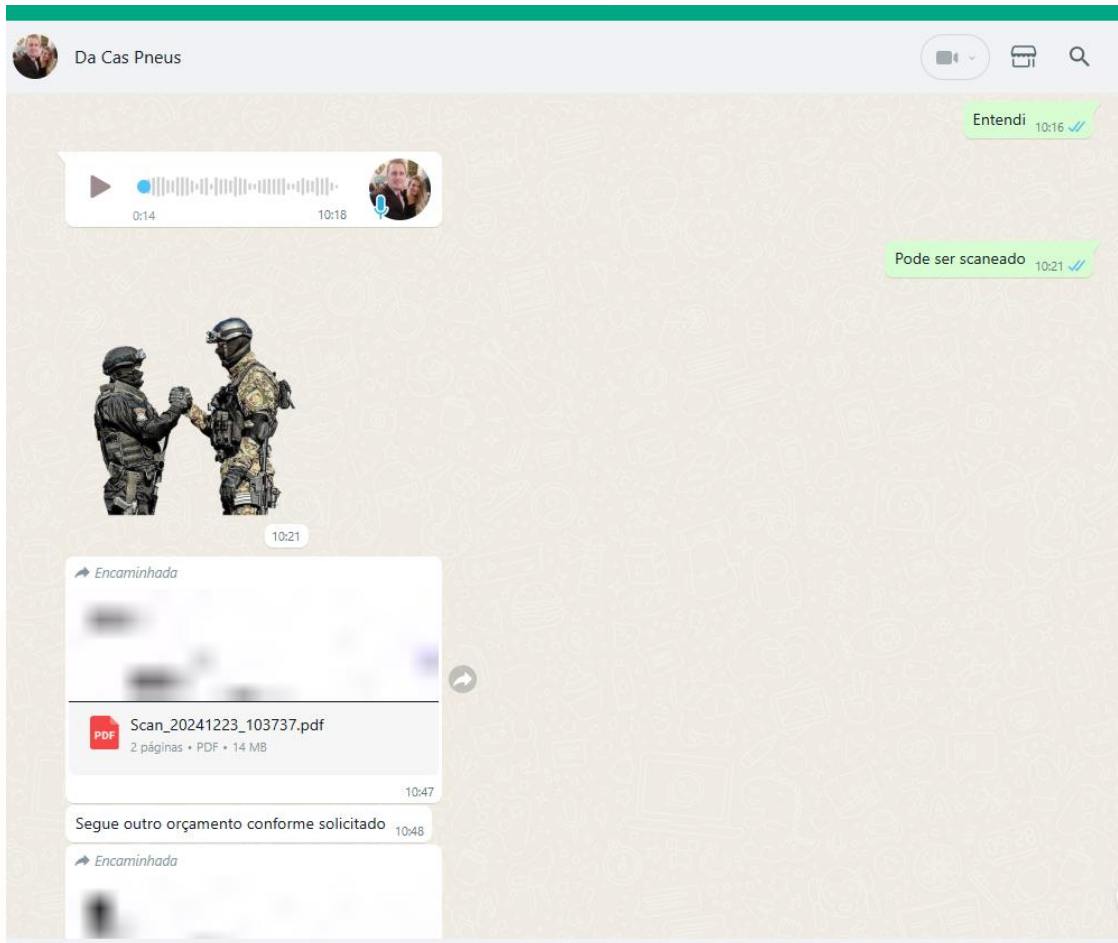 Da Cas Pneus
Entendi 10:16
0:14 10:18
Pode ser scaneado 10:21
10:21
Encaminhada
PDF
Scan_20241223_103737.pdf
2 páginas • PDF • 14 MB
10:47
Segue outro orçamento conforme solicitado 10:48
Encaminhada